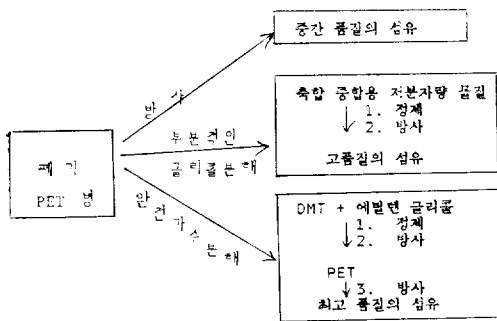 중간 품질의 섬유
방사
축합 중합용 저분자량 물질
1. 정제
2. 방사
고품질의 섬유
부분적인
글리콜분해
폐기
PET 병
완전가수분해
DMT + 에틸렌 글리콜
1. 정제
2. 방사
PET
3. 방사
최고 품질의 섬유